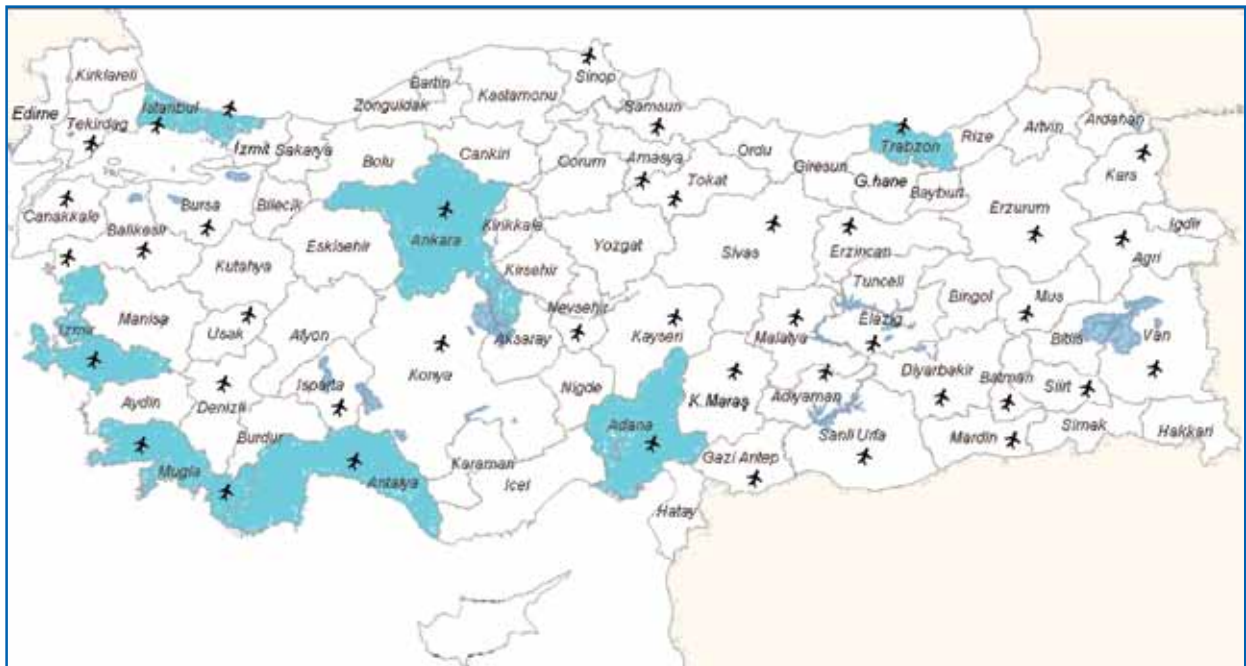 Kirklareli
Edirne
Istanbul
Tekirdag
Izmit
Sakarya
Zonguldak
Bartin
Kastamonu
Sinop
Samsun
Bolu
Cankiri
Corum
Amasya
Tokat
Ordu
Giresun
Trabzon
Rize
Artvin
Ardahan
Kars
G.hane
Bayburt
Erzurum
Igdir
Agri
Canakkale
Balikesir
Bursa
Bilecik
Eskisehir
Ankara
Kirikkale
Yozgat
Sivas
Erzincan
Kutahya
Kirsehir
Tunceli
Bingol
Mus
Izmir
Manisa
Usak
Afyon
Nevsehir
Aksaray
Kayseri
Malatya
Elazig
Bitlis
Van
Konya
Isparta
Aydin
Denizli
Nigde
K.Maraş
Adiyaman
Diyarbakir
Batman
Siirt
Burdur
Adana
Sanli Urfa
Mardin
Sirnak
Hakkari
Mugla
Antalya
Karaman
Icel
Gazi Antep
Hatay